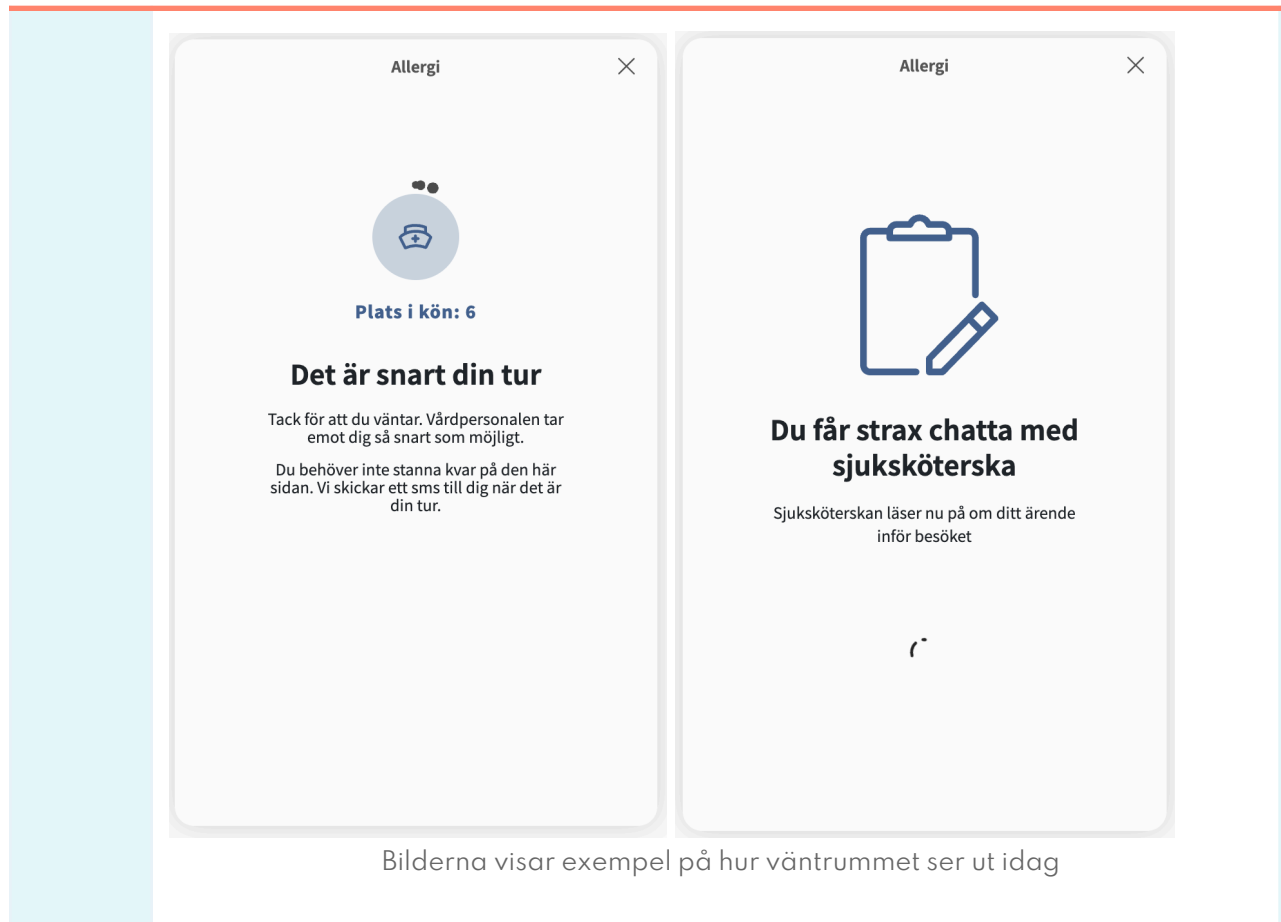 Allergi
Plats i kön: 6
Det är snart din tur
Tack för att du väntar. Vårdpersonalen tar
emot dig så snart som möjligt.
Du behöver inte stanna kvar på den här
sidan. Vi skickar ett sms till dig när det är
din tur.
Allergi
Du får strax chatta med
sjuksköterska
Sjuksköterskan läser nu på om ditt ärende
inför besöket
Bilderna visar exempel på hur väntrummet ser ut idag